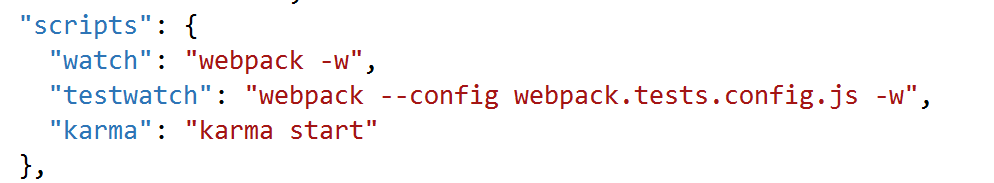 "scripts": {
  "watch": "webpack -w",
  "testwatch": "webpack --config webpack.tests.config.js -w",
  "karma": "karma start"
},